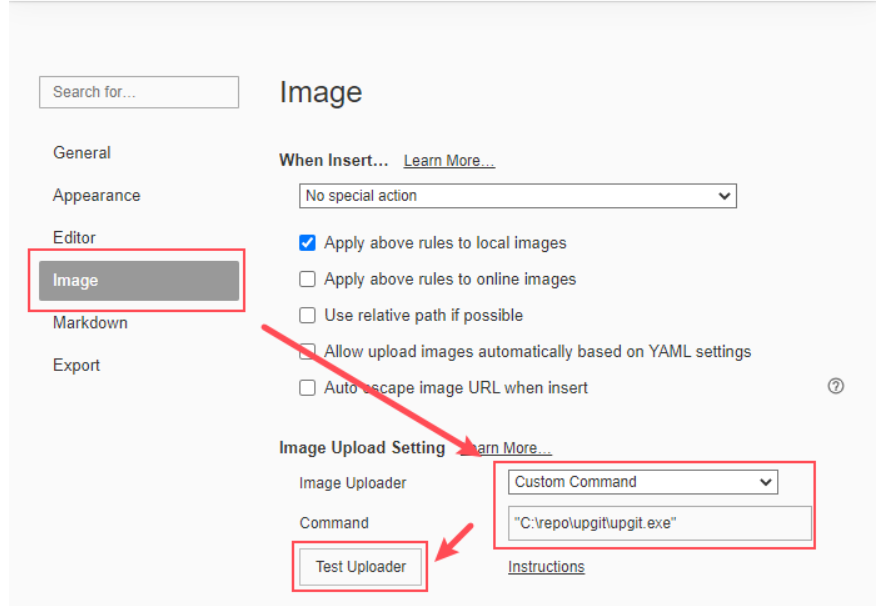 Search for...
Image
General
When Insert... Learn More...
No special action
Appearance
Editor
Apply above rules to local images
Image
Apply above rules to online images
Markdown
Use relative path if possible
Allow upload images automatically based on YAML settings
Export
Auto escape image URL when insert
?
Image Upload Setting Learn More...
Image Uploader Custom Command
Command "C:\repo\upgit\upgit.exe"
Test Uploader Instructions